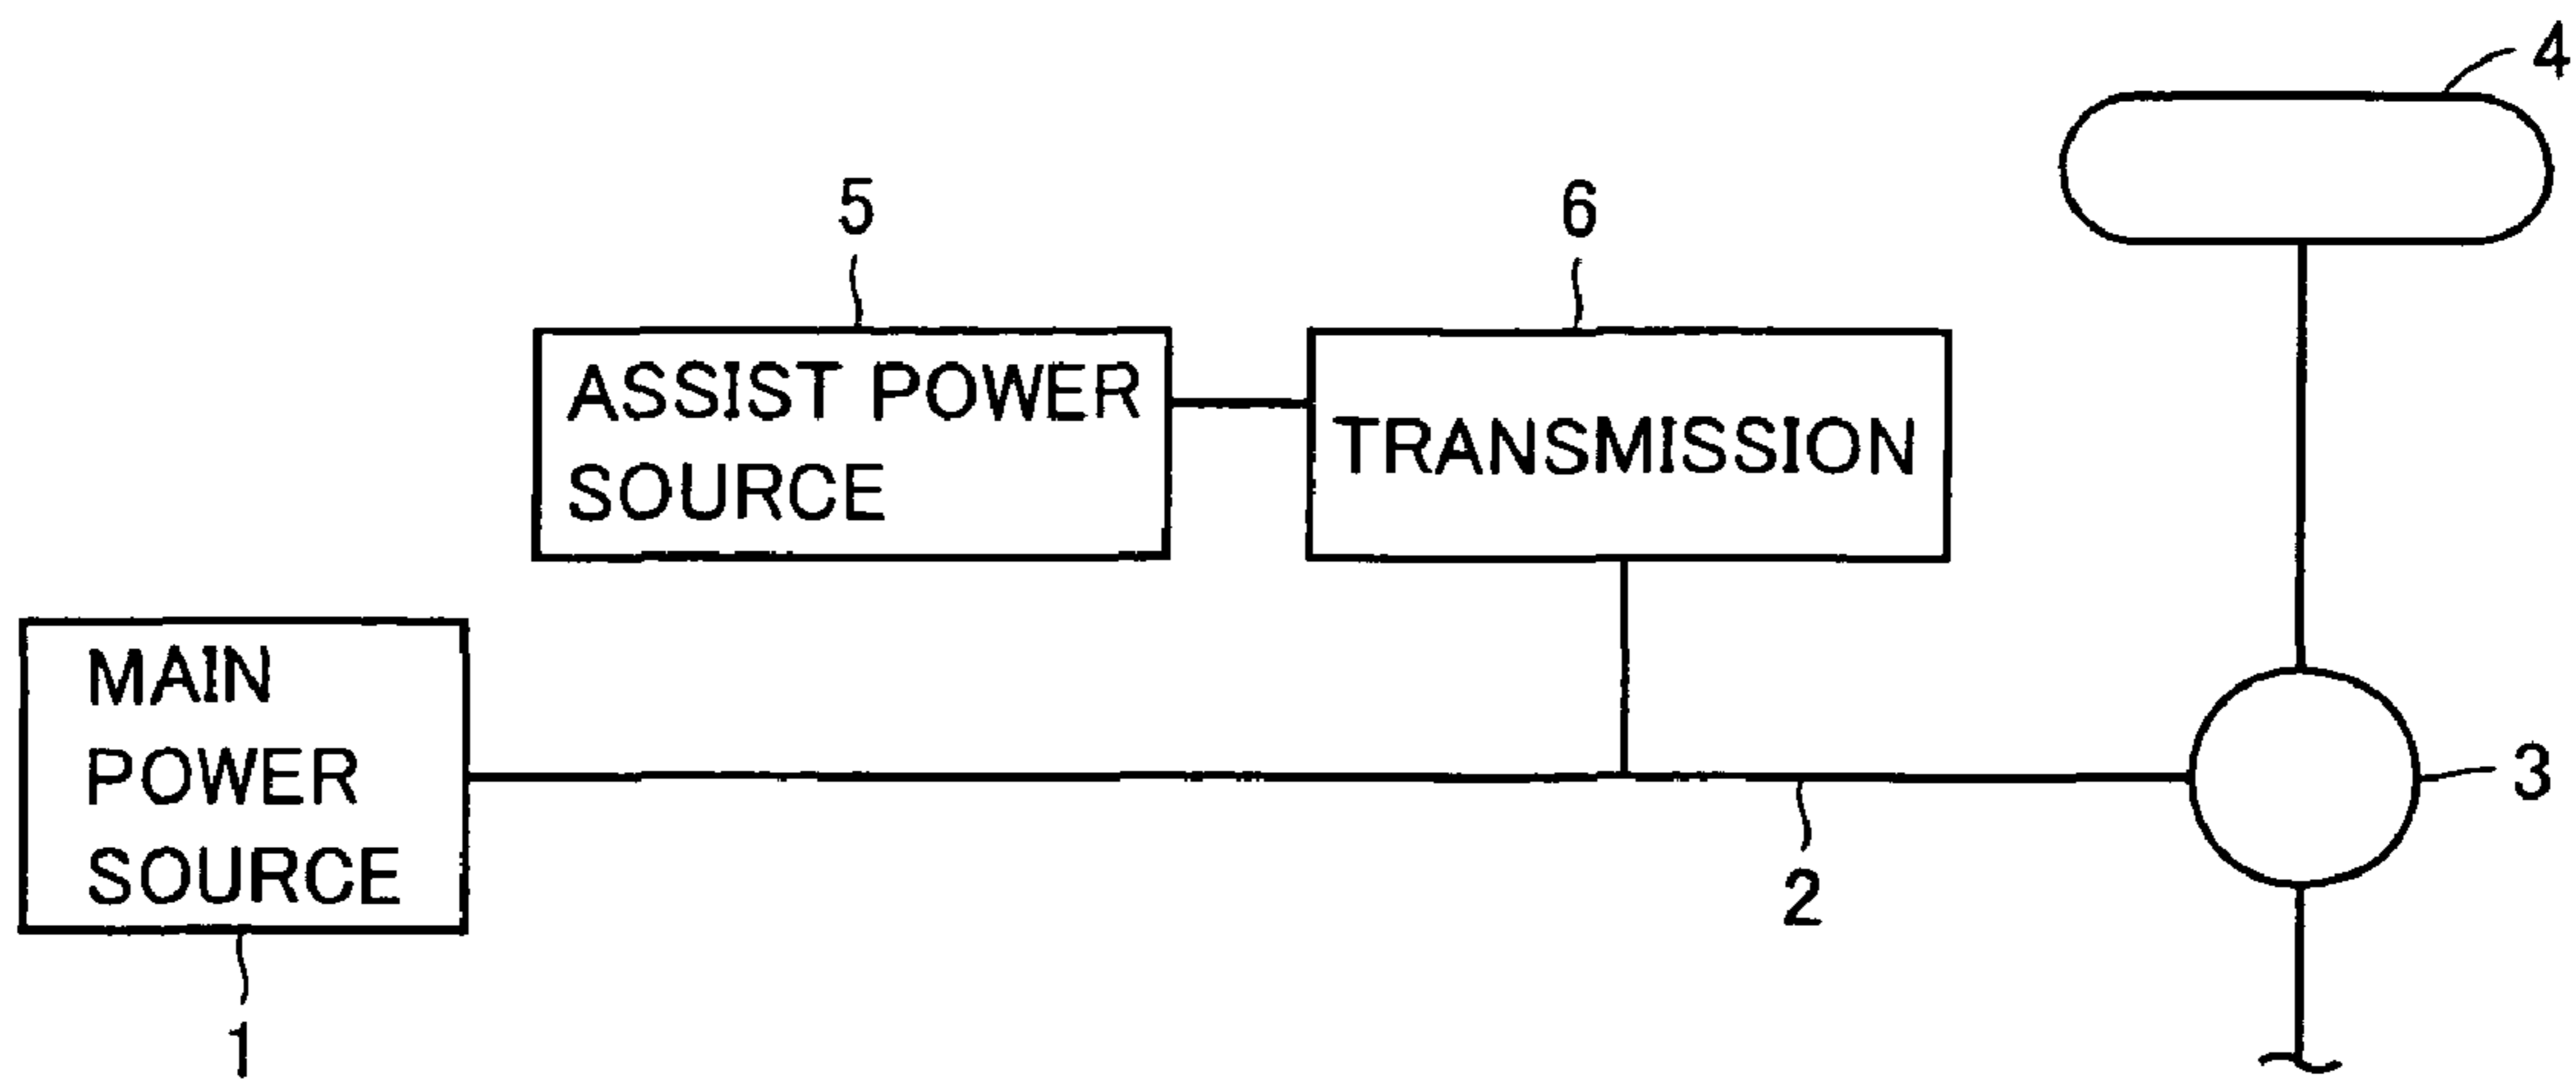 4
5
6
ASSIST POWER
SOURCE
TRANSMISSION
MAIN
POWER
SOURCE
3
2
1